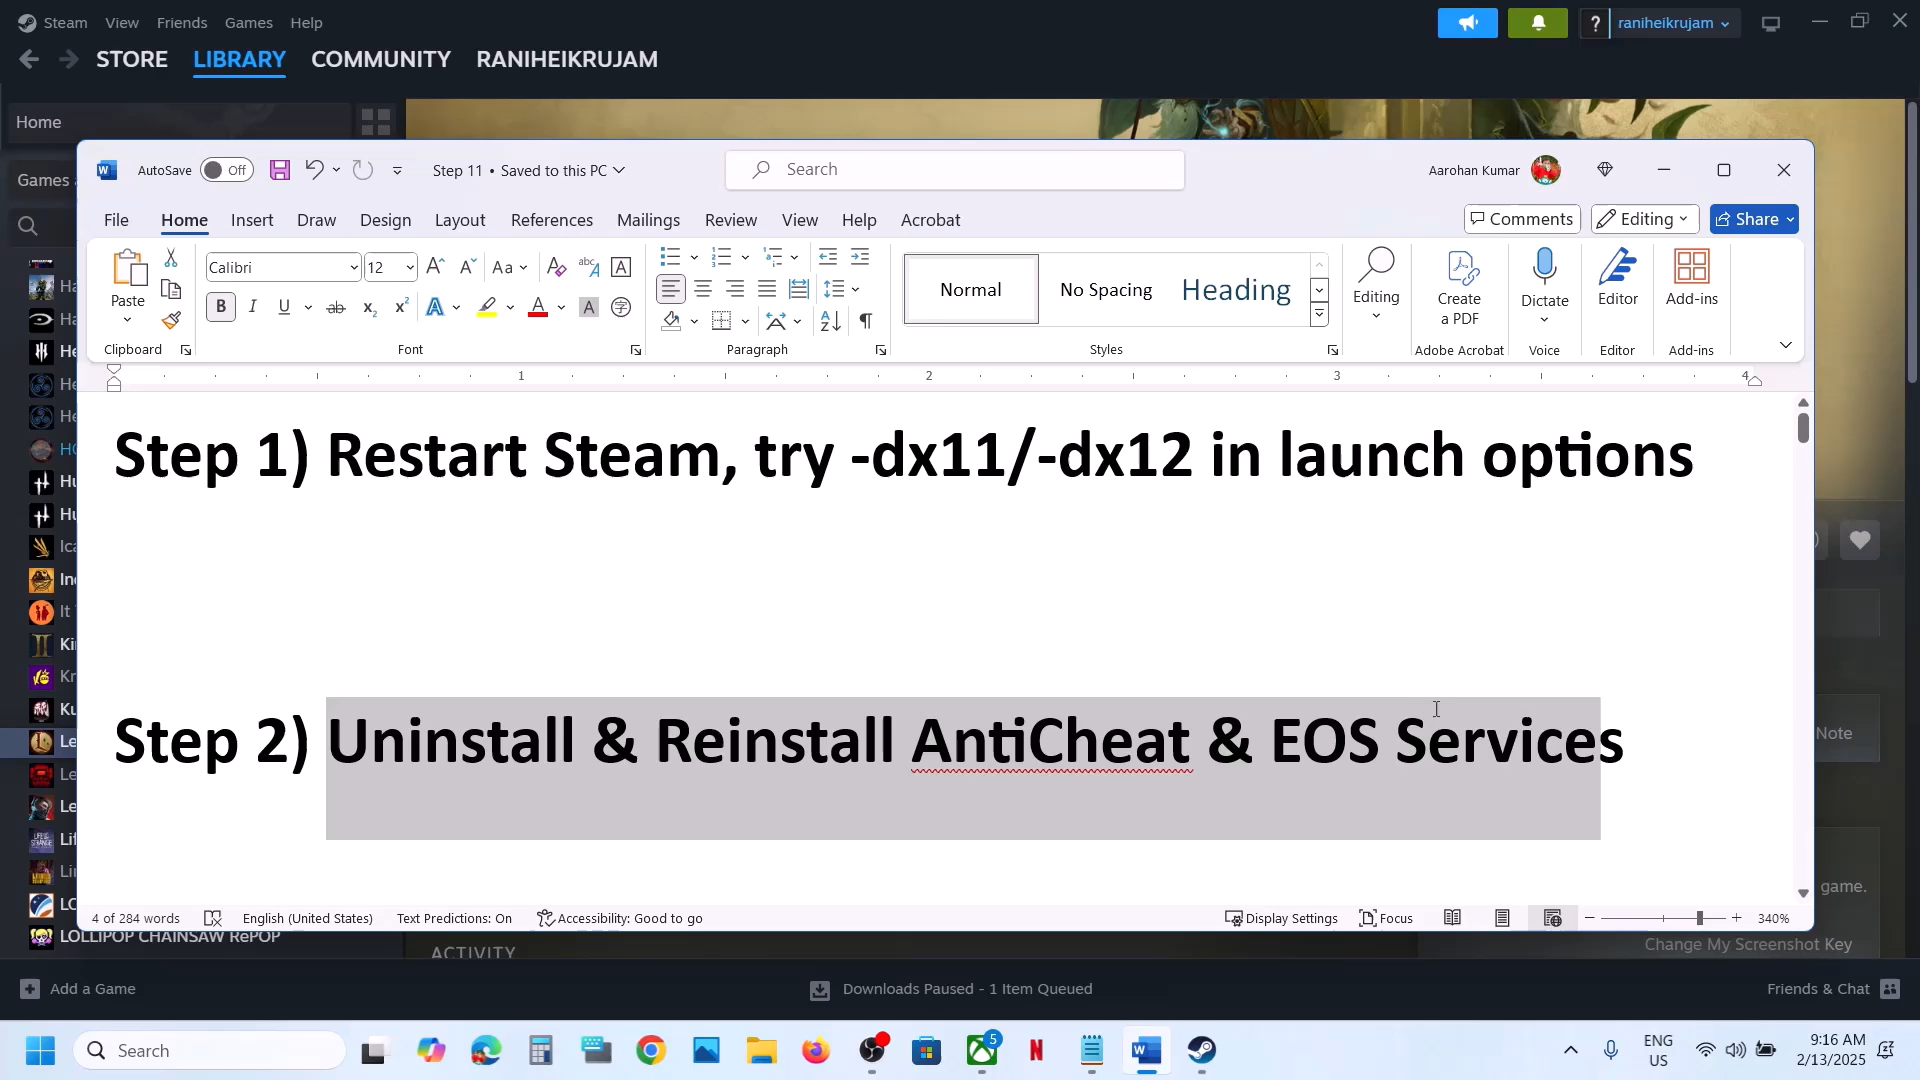 Steam View Friends Games Help
raniheikrujam
STORE LIBRARY COMMUNITY RANIHEIKRUJAM
Home
Games
AutoSave Off Step 11 • Saved to this PC Search Aarohan Kumar
File Home Insert Draw Design Layout References Mailings Review View Help Acrobat Comments Editing Share
Paste
Calibri 12
Normal No Spacing Heading
Editing
Create a PDF
Dictate
Editor
Add-ins
Clipboard Font Paragraph Styles Adobe Acrobat Voice Editor Add-ins
1 2 3 4
Step 1) Restart Steam, try -dx11/-dx12 in launch options
Step 2) Uninstall & Reinstall AntiCheat & EOS Services
Note
game.
4 of 284 words English (United States) Text Predictions: On Accessibility: Good to go Display Settings Focus 340%
LOLLIPOP CHAINSAW RePOP
ACTIVITY
Change My Screenshot Key
Add a Game Downloads Paused - 1 Item Queued Friends & Chat
Search
5
ENG
US
9:16 AM
2/13/2025